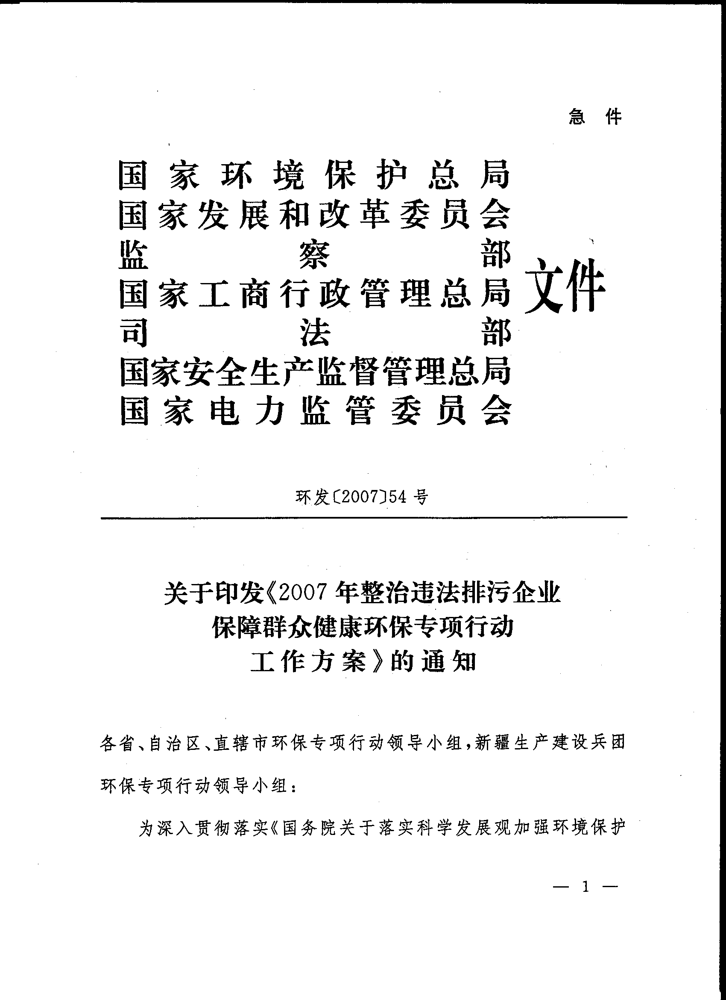 急 件
国家环境保护总局
国家发展和改革委员会
监察部
国家工商行政管理总局
司法部
国家安全生产监督管理总局
国家电力监管委员会
文件
环发〔2007〕54 号
关于印发《2007 年整治违法排污企业
保障群众健康环保专项行动
工作方案》的通知
各省、自治区、直辖市环保专项行动领导小组,新疆生产建设兵团
环保专项行动领导小组:
为深入贯彻落实《国务院关于落实科学发展观加强环境保护
— 1 —